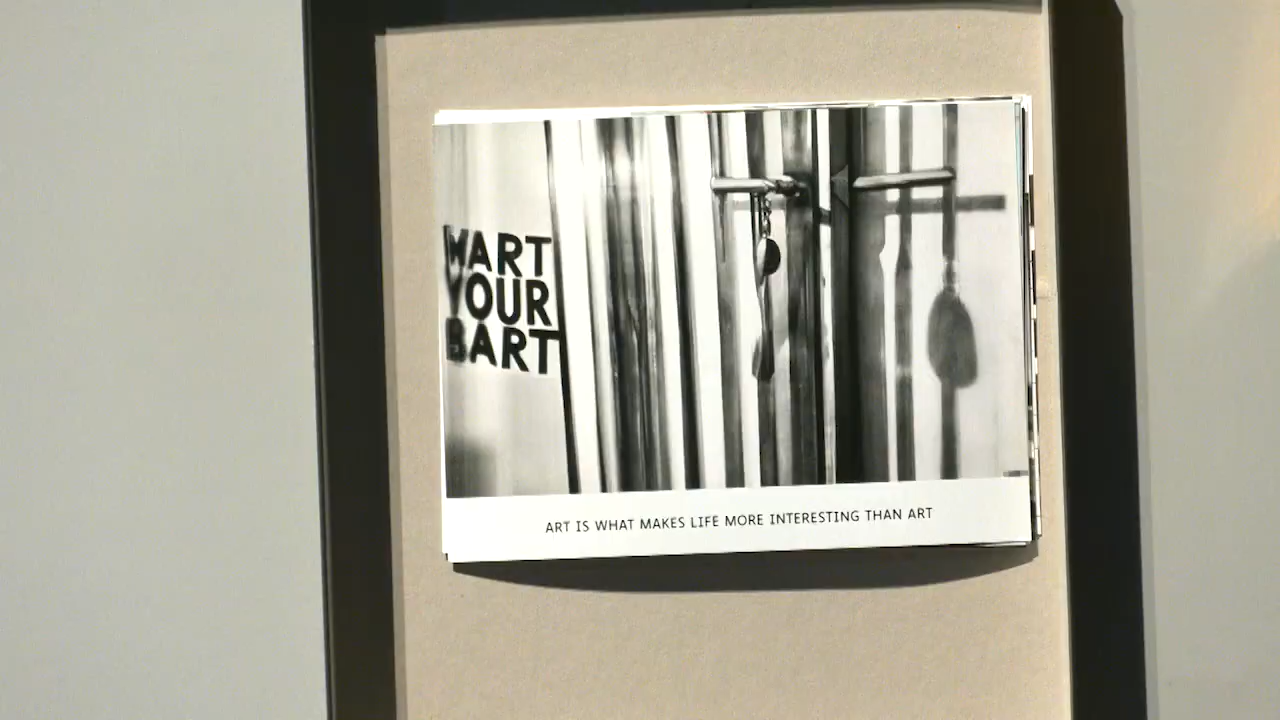 WART
YOUR
BART
ART IS WHAT MAKES LIFE MORE INTERESTING THAN ART